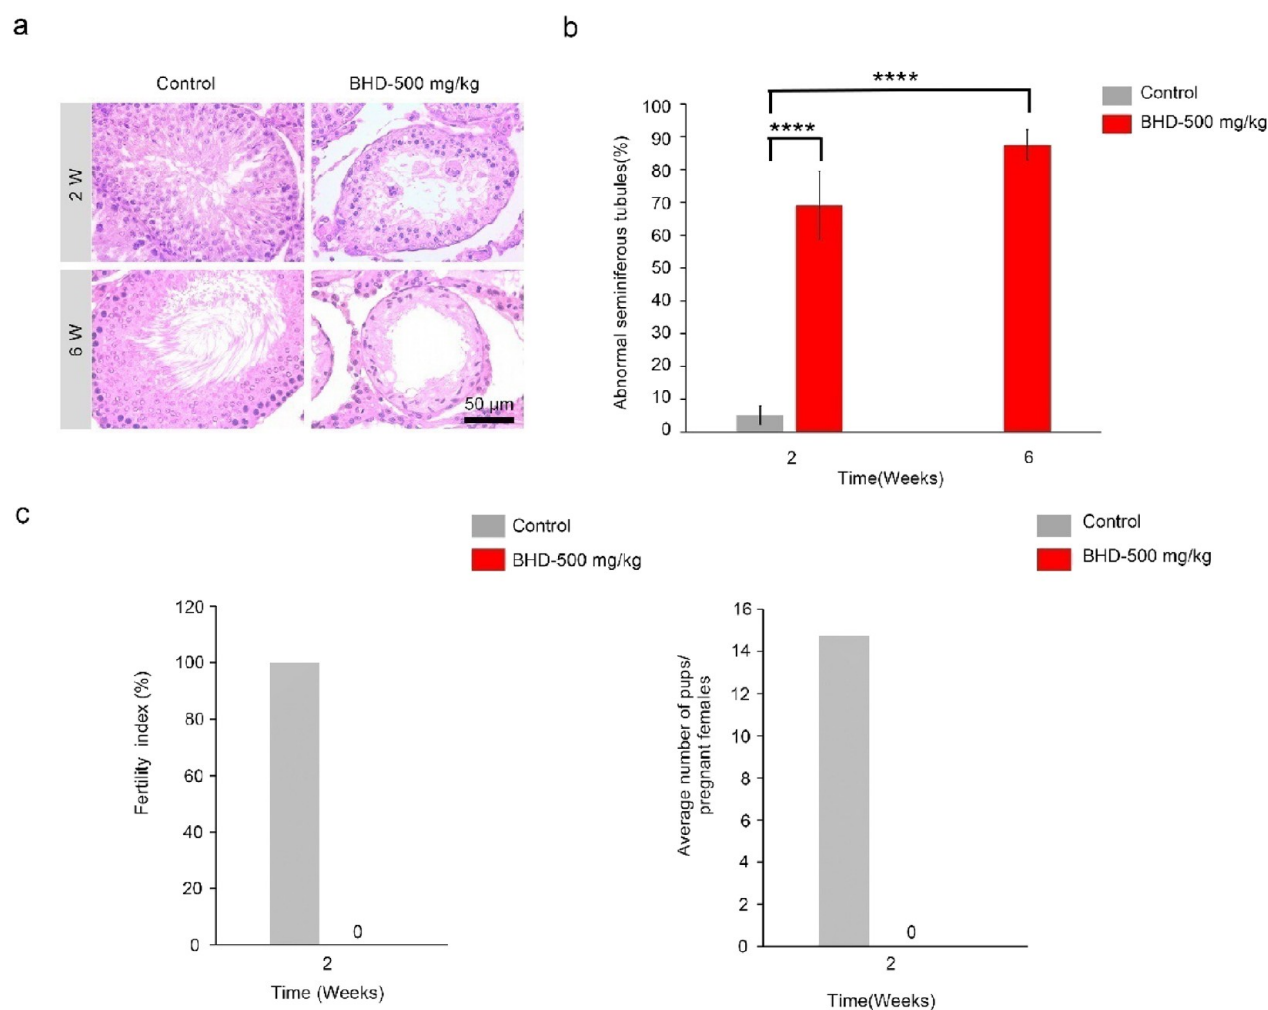 a
Control
BHD-500 mg/kg
2 W
6 W
50 µm
b
****
****
Control
BHD-500 mg/kg
Abnormal seminiferous tubules(%)
100
90
80
70
60
50
40
30
20
10
0
2
6
Time(Weeks)
c
Control
BHD-500 mg/kg
Fertility index (%)
120
100
80
60
40
20
0
0
2
Time (Weeks)
Control
BHD-500 mg/kg
Average number of pups/
pregnant females
16
14
12
10
8
6
4
2
0
0
2
Time(Weeks)